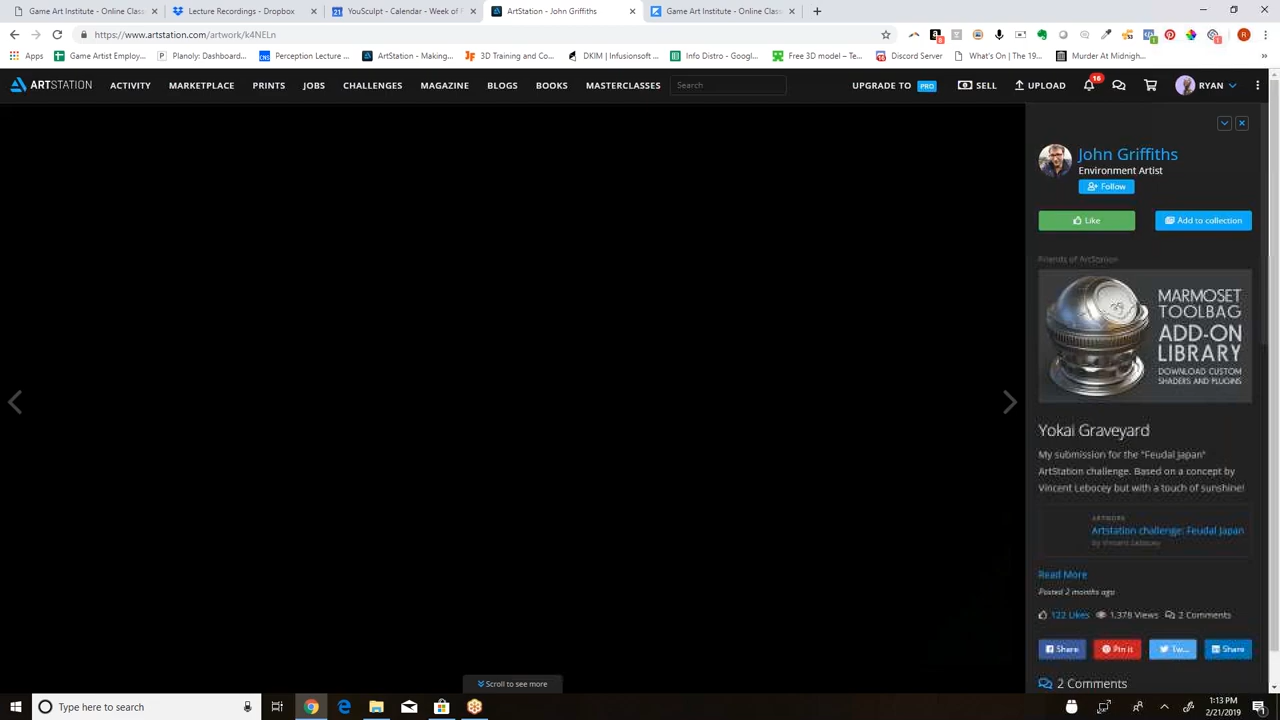 Game Art Institute - Online Class
Lecture Recordings - Dropbox
YouSculpt - Calendar - Week of
ArtStation - John Griffiths
Game Art Institute - Online Class
https://www.artstation.com/artwork/k4NELn
Apps
Game Artist Employ...
Planoly: Dashboard...
Perception Lecture ...
ArtStation - Making...
3D Training and Co...
DKIM | Infusionsoft ...
Info Distro - Googl...
Free 3D model – Te...
Discord Server
What's On | The 19...
Murder At Midnigh...
ARTSTATION
ACTIVITY
MARKETPLACE
PRINTS
JOBS
CHALLENGES
MAGAZINE
BLOGS
BOOKS
MASTERCLASSES
Search
UPGRADE TO PRO
SELL
UPLOAD
16
RYAN
John Griffiths
Environment Artist
Follow
Like
Add to collection
Friends of ArtStation
MARMOSET
TOOLBAG
ADD-ON
LIBRARY
DOWNLOAD CUSTOM
SHADERS AND PLUGINS
Yokai Graveyard
My submission for the "Feudal Japan"
ArtStation challenge. Based on a concept by
Vincent Lebocey but with a touch of sunshine!
ARTWORK
Artstation challenge: Feudal Japan
by Vincent Lebocey
Read More
Posted 2 months ago
122 Likes
1,378 Views
2 Comments
Share
Pin it
Tw...
Share
2 Comments
Scroll to see more
Type here to search
1:13 PM
2/21/2019